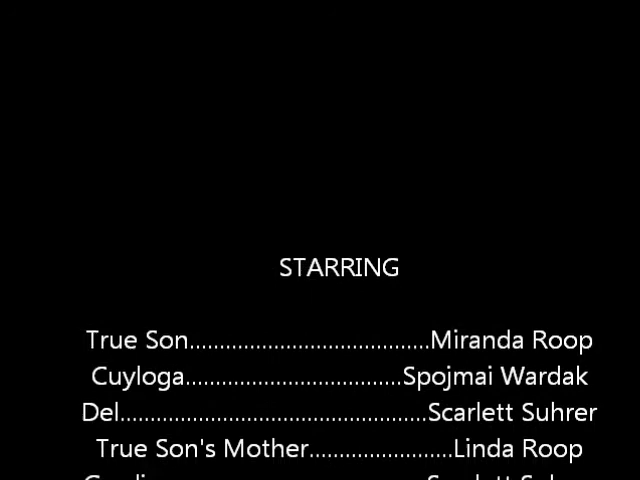 STARRING
True Son........................................Miranda Roop
Cuyloga....................................Spojmai Wardak
Del...................................................Scarlett Suhrer
True Son's Mother........................Linda Roop